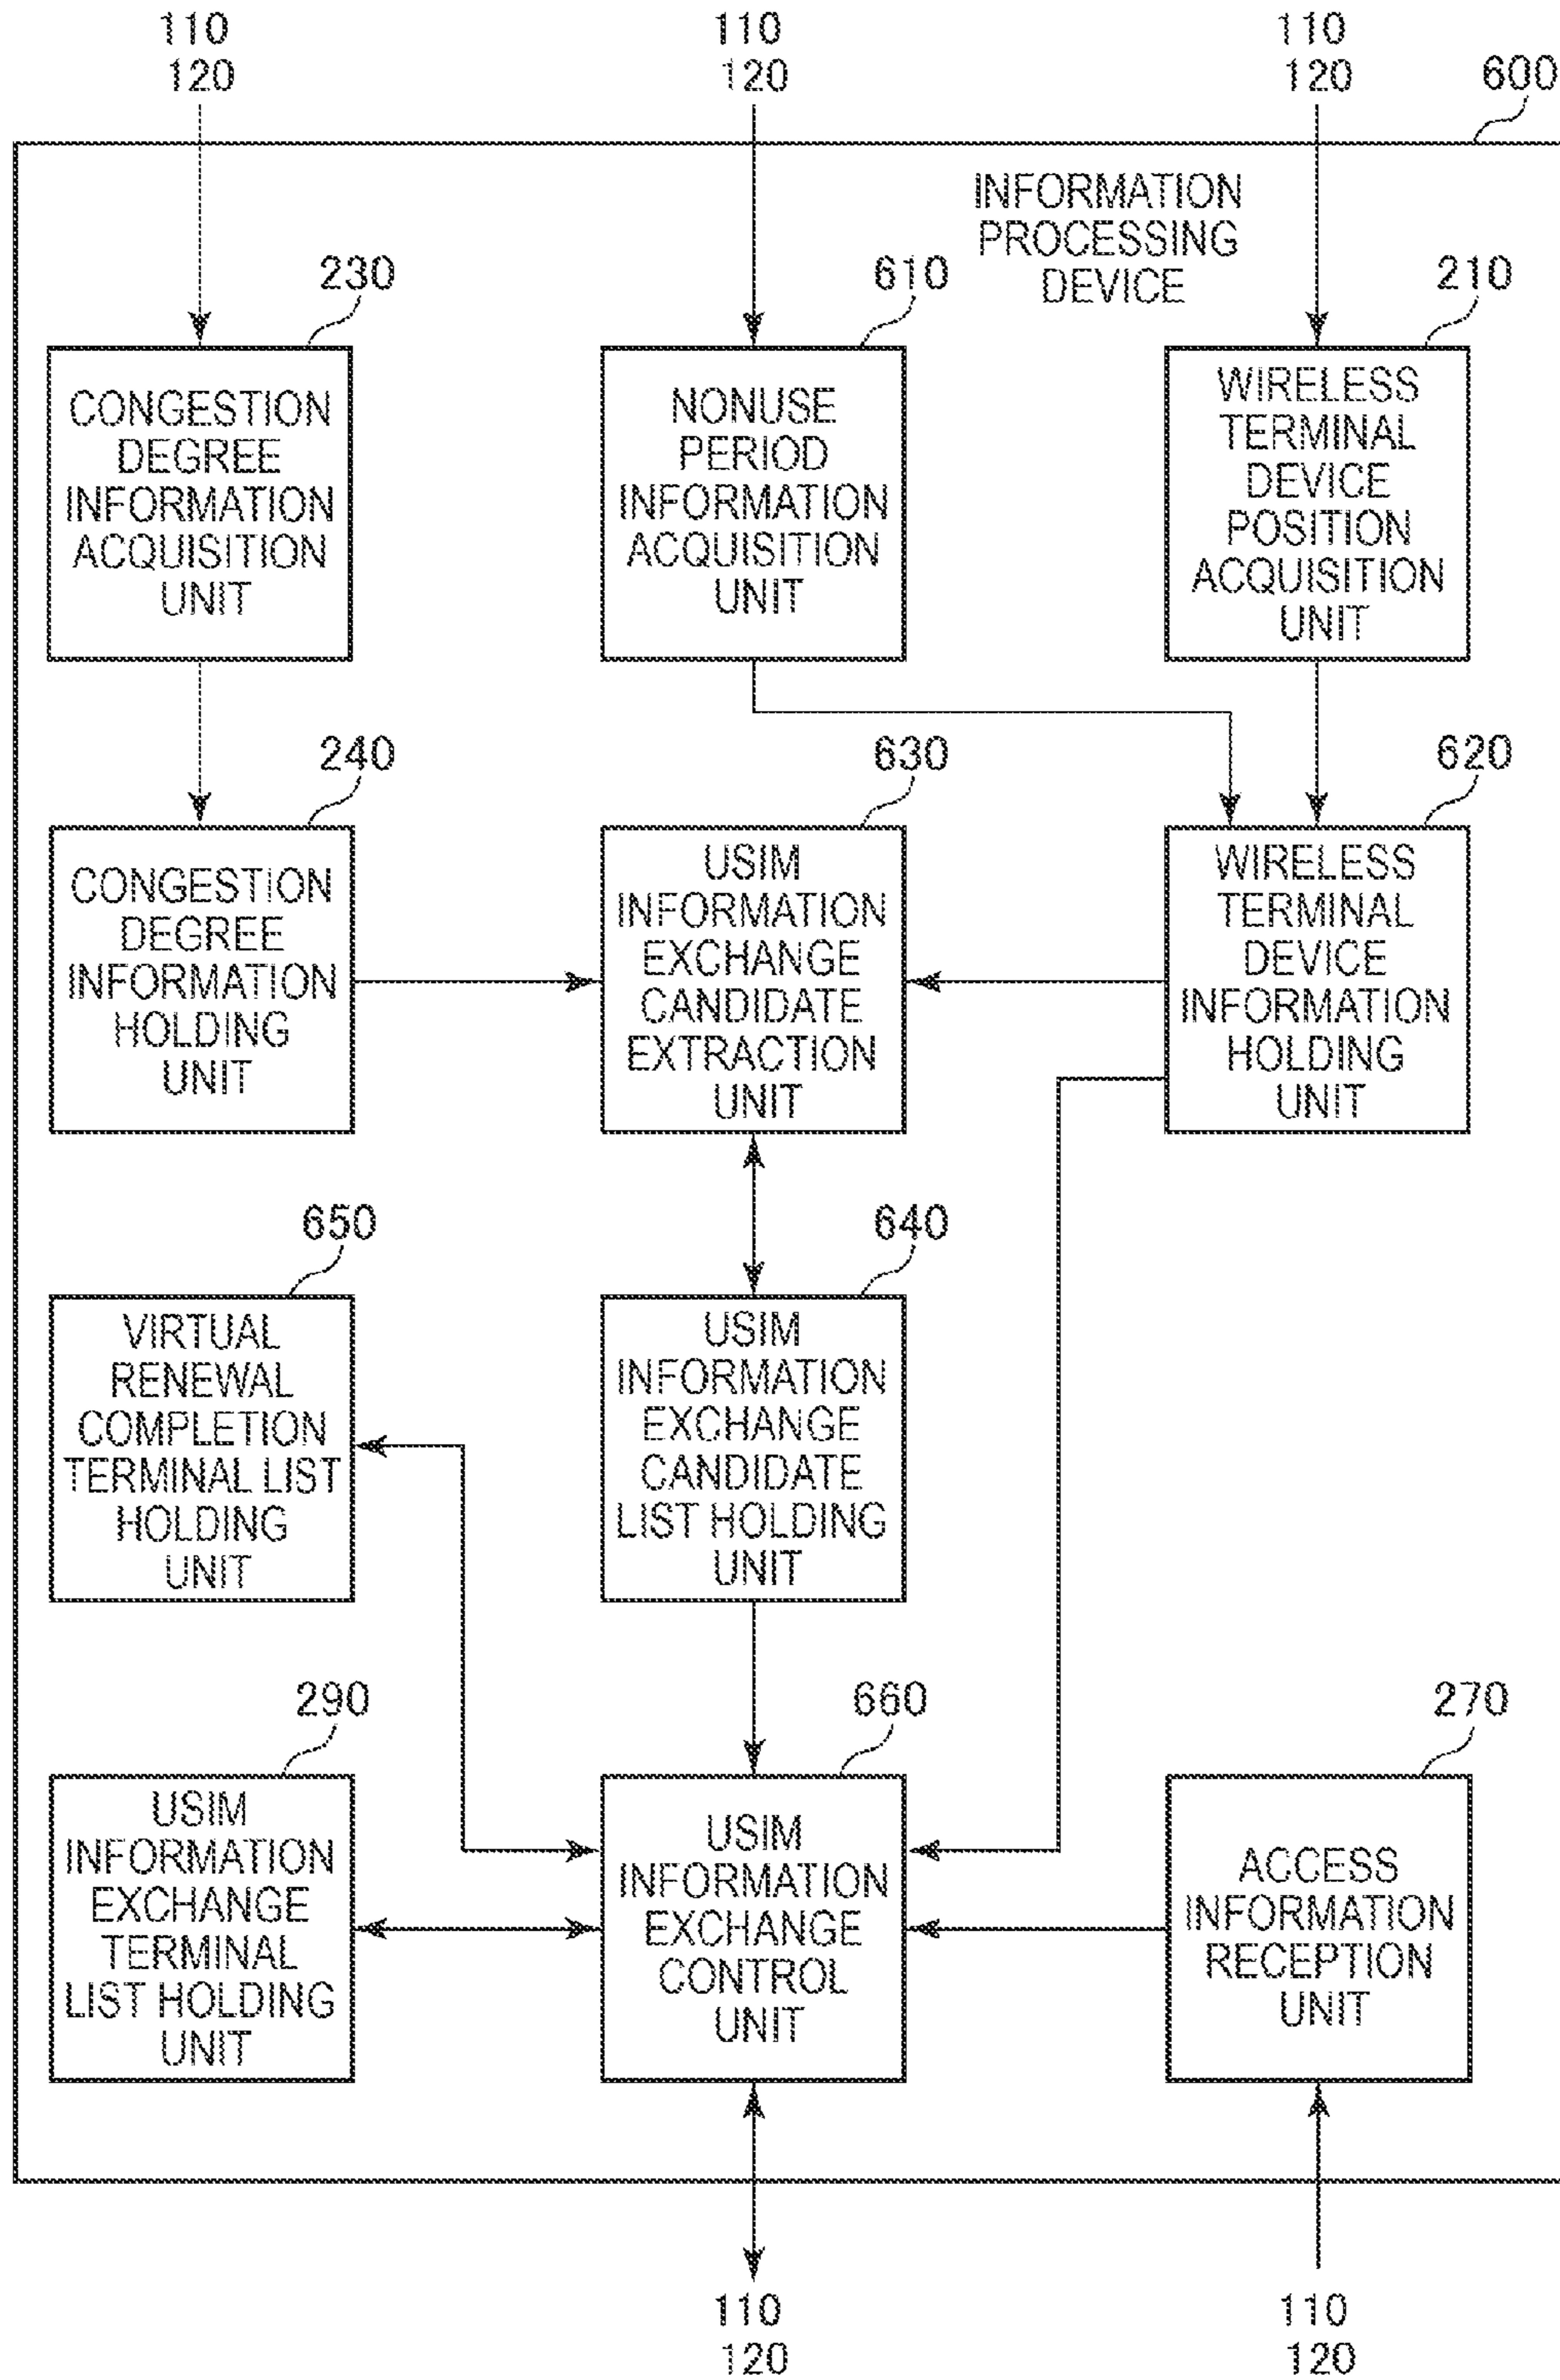 110
120
110
120
110
120
600
INFORMATION
PROCESSING
DEVICE
230
CONGESTION
DEGREE
INFORMATION
ACQUISITION
UNIT
610
NONUSE
PERIOD
INFORMATION
ACQUISITION
UNIT
210
WIRELESS
TERMINAL
DEVICE
POSITION
ACQUISITION
UNIT
240
CONGESTION
DEGREE
INFORMATION
HOLDING
UNIT
630
USIM
INFORMATION
EXCHANGE
CANDIDATE
EXTRACTION
UNIT
620
WIRELESS
TERMINAL
DEVICE
INFORMATION
HOLDING
UNIT
650
VIRTUAL
RENEWAL
COMPLETION
TERMINAL LIST
HOLDING
UNIT
640
USIM
INFORMATION
EXCHANGE
CANDIDATE
LIST HOLDING
UNIT
290
USIM
INFORMATION
EXCHANGE
TERMINAL
LIST HOLDING
UNIT
660
USIM
INFORMATION
EXCHANGE
CONTROL
UNIT
270
ACCESS
INFORMATION
RECEPTION
UNIT
110
120
110
120